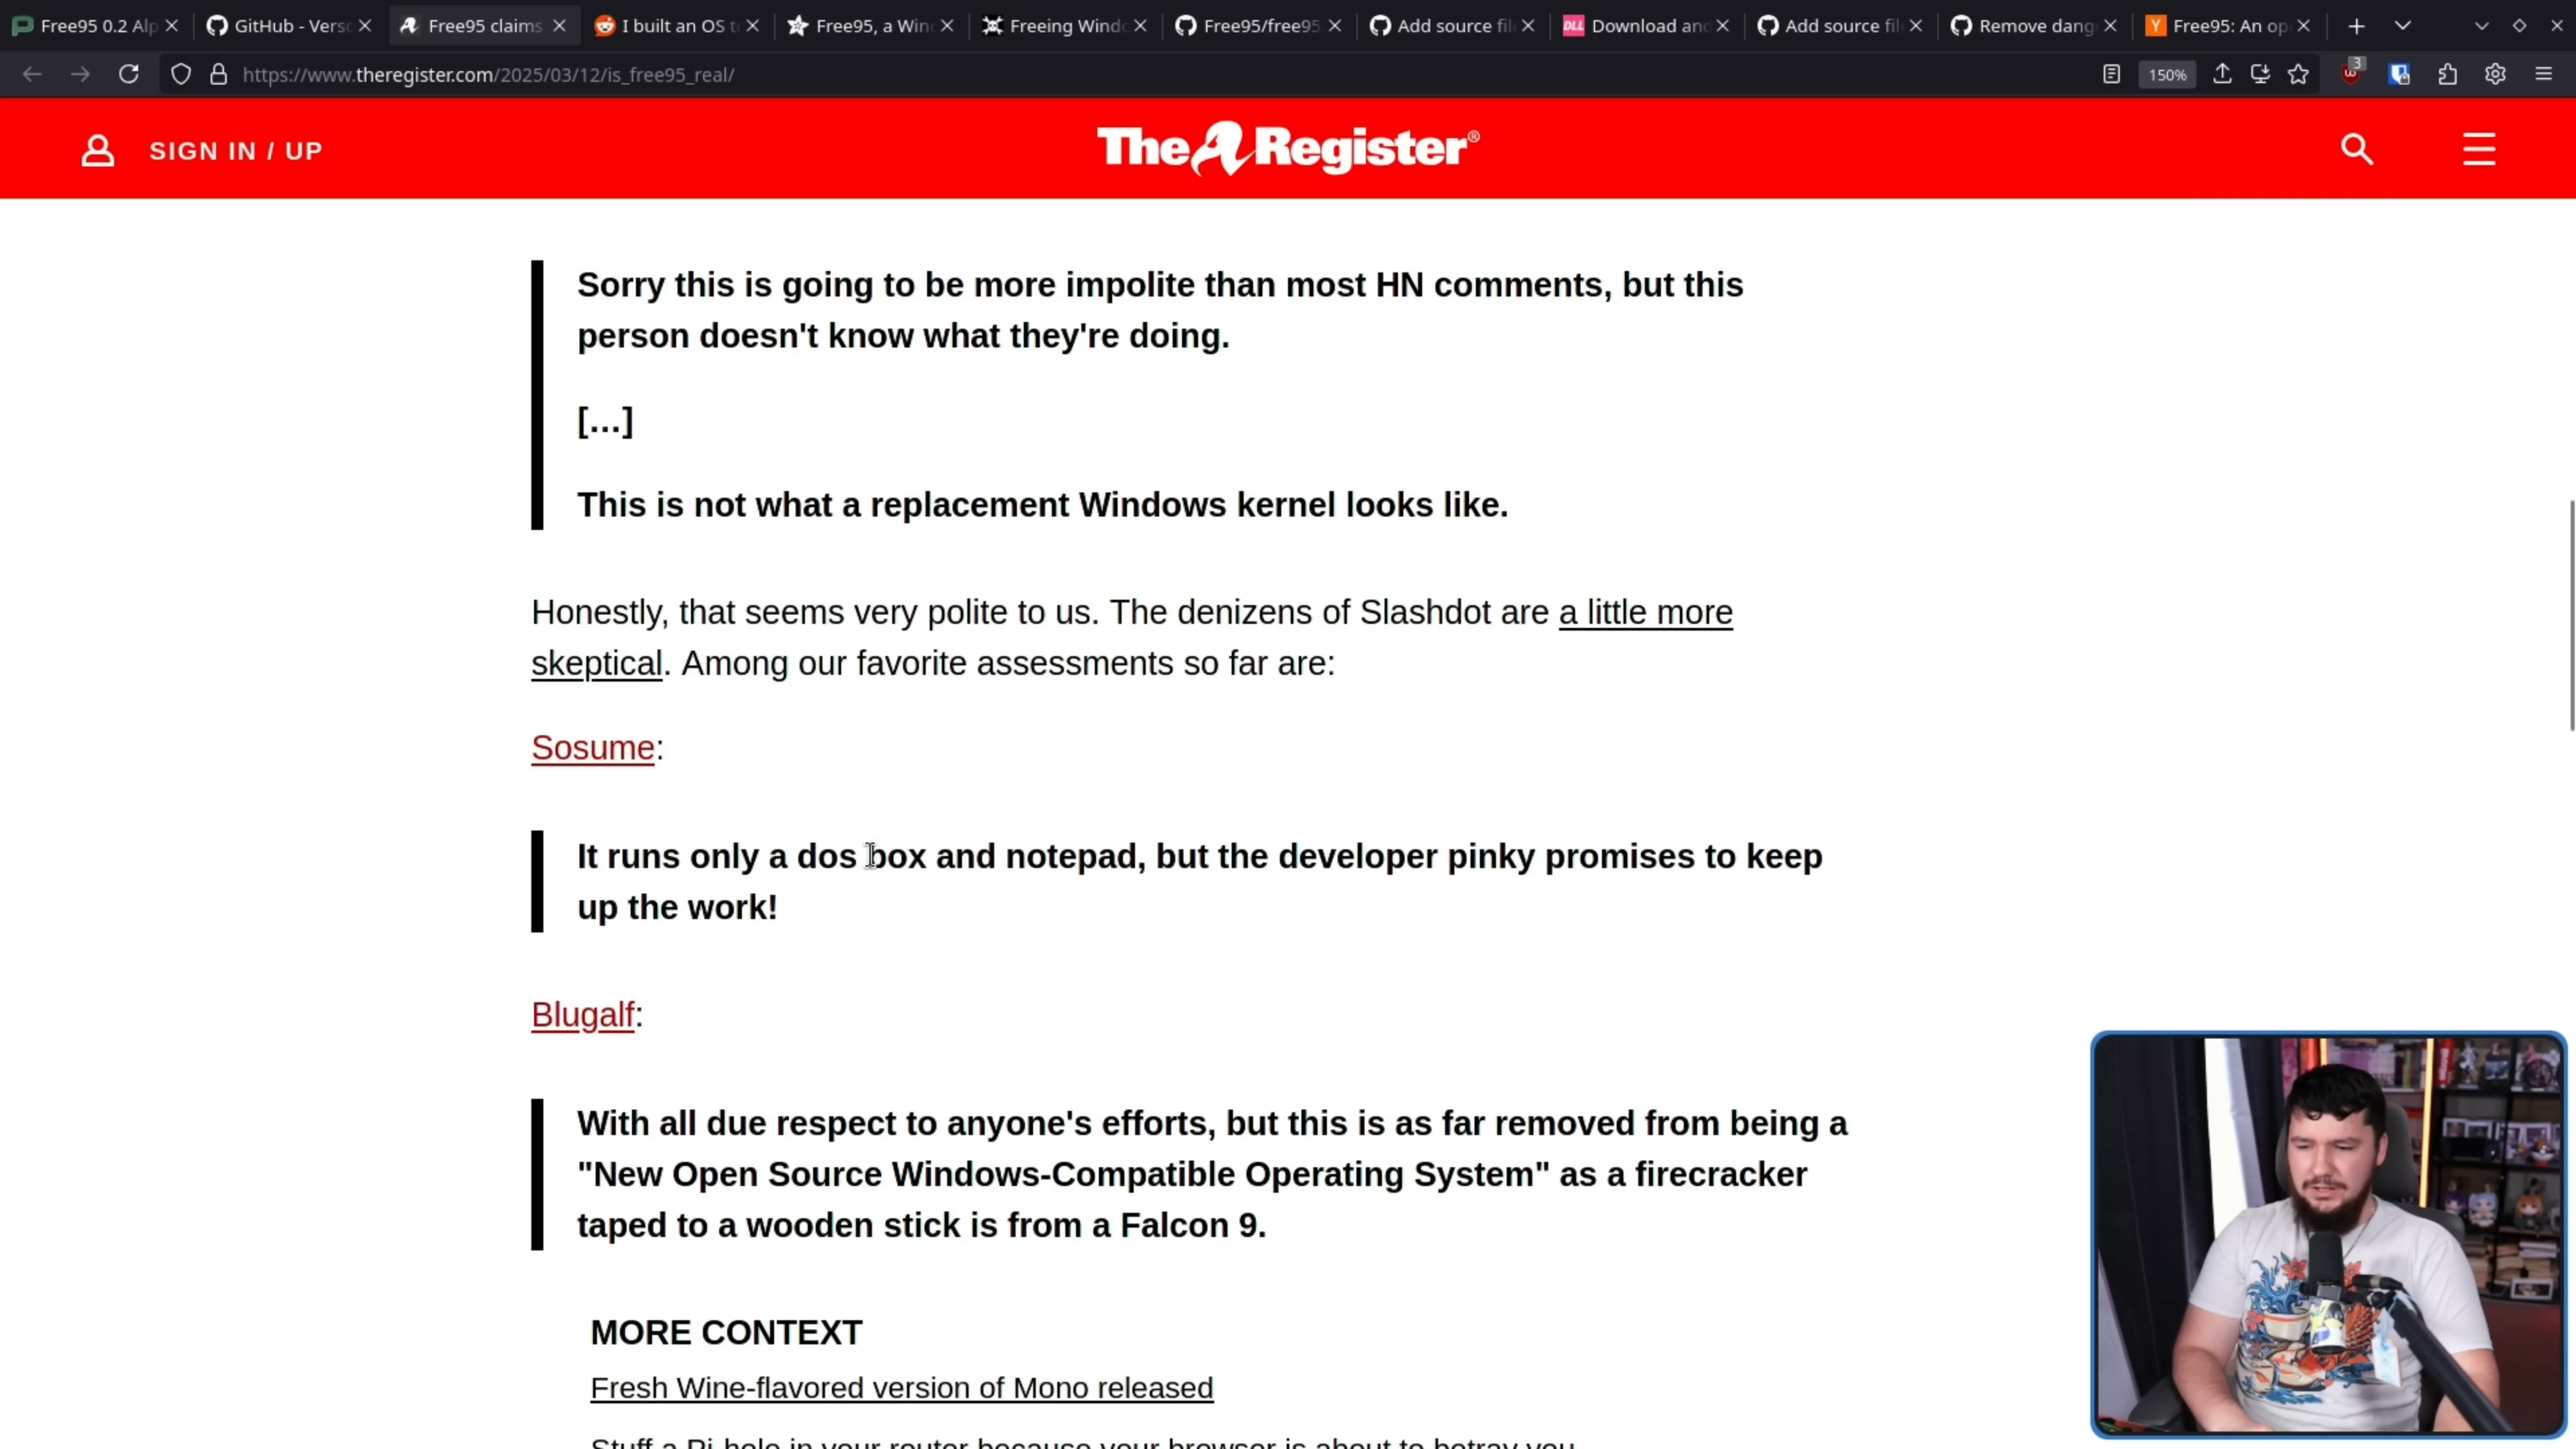 Free95 0.2 Alp
GitHub - Verso
Free95 claims
I built an OS t
Free95, a Win
Freeing Windo
Free95/free95
Add source fil
Download and
Add source fil
Remove dang
Free95: An op
https://www.theregister.com/2025/03/12/is_free95_real/
150%
3
SIGN IN / UP
The Register®
Sorry this is going to be more impolite than most HN comments, but this
person doesn't know what they're doing.
[...]
This is not what a replacement Windows kernel looks like.
Honestly, that seems very polite to us. The denizens of Slashdot are a little more
skeptical. Among our favorite assessments so far are:
Sosume:
It runs only a dos box and notepad, but the developer pinky promises to keep
up the work!
Blugalf:
With all due respect to anyone's efforts, but this is as far removed from being a
"New Open Source Windows-Compatible Operating System" as a firecracker
taped to a wooden stick is from a Falcon 9.
MORE CONTEXT
Fresh Wine-flavored version of Mono released
Stuff a Pi-hole in your router because your browser is about to betray you